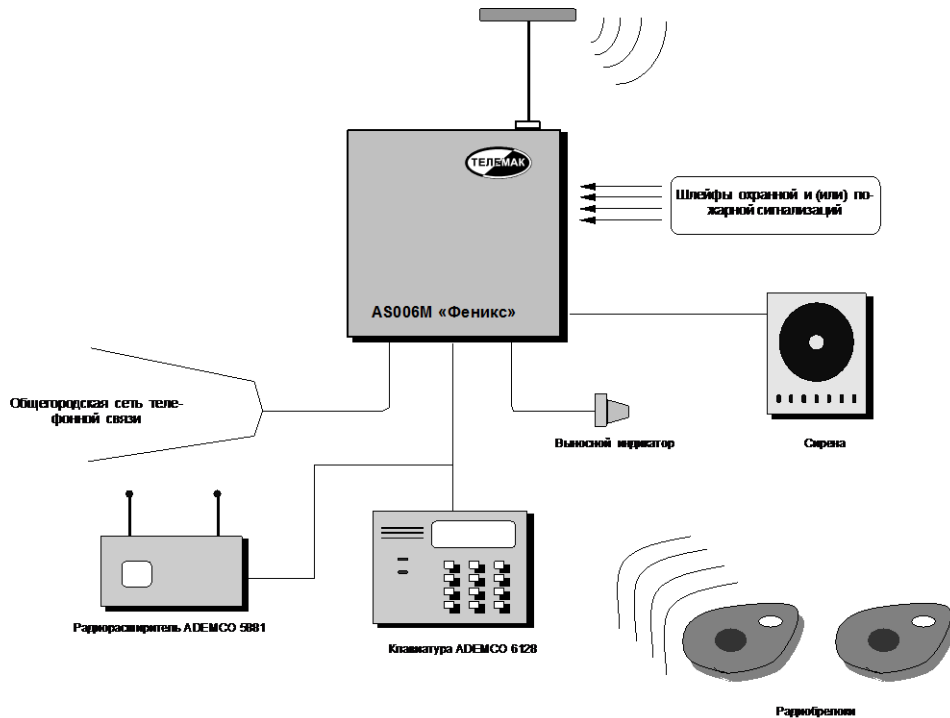 ТЕЛЕМАК
Шлейфы охранной и (или) по-
жарной сигнализаций
AS006M «Феникс»
Общегородская сеть теле-
фонной связи
Выносной индикатор
Сирена
Радиорасширитель ADEMCO 5881
Клавиатура ADEMCO 6128
Радиобрелоки